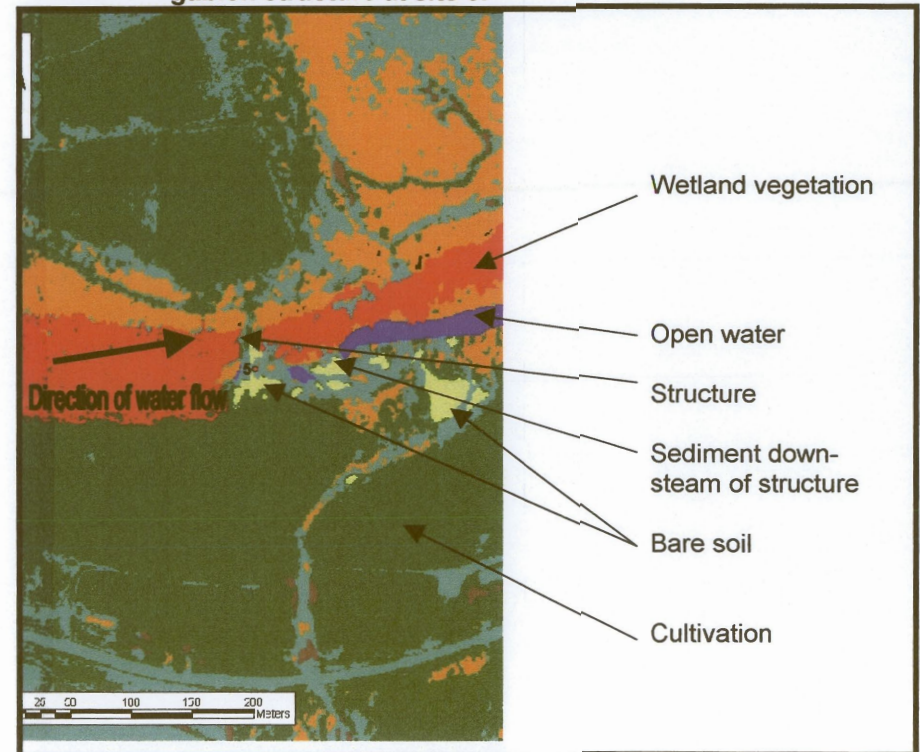 Wetland vegetation
Open water
Structure
Direction of water flow
Sediment down-
steam of structure
Bare soil
Cultivation
100 150 200
Meters